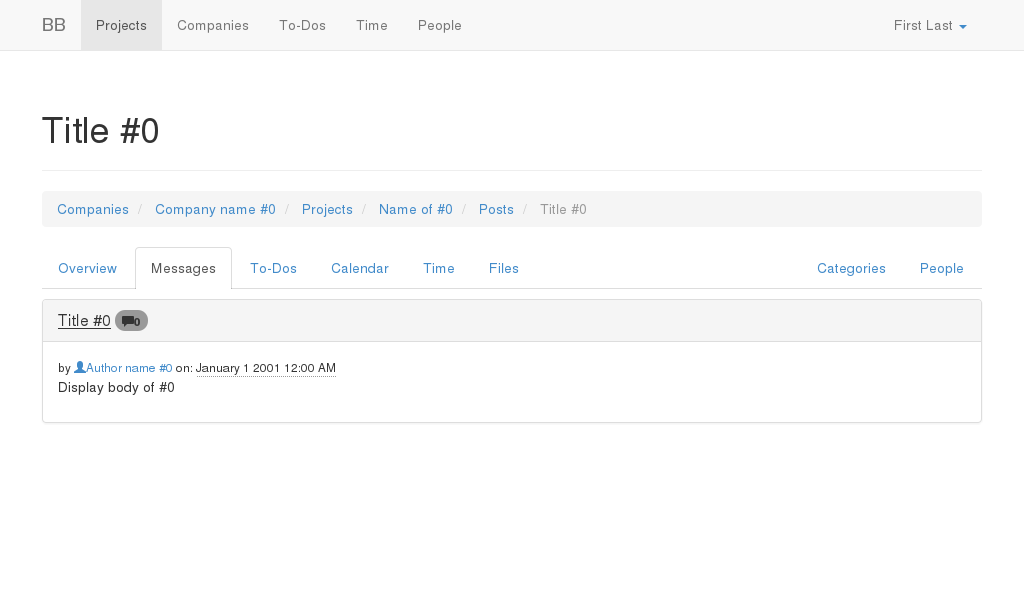 BB Projects Companies To-Dos Time People First Last
Title #0
Companies / Company name #0 / Projects / Name of #0 / Posts / Title #0
Overview Messages To-Dos Calendar Time Files Categories People
Title #0 0
by Author name #0 on: January 1 2001 12:00 AM
Display body of #0